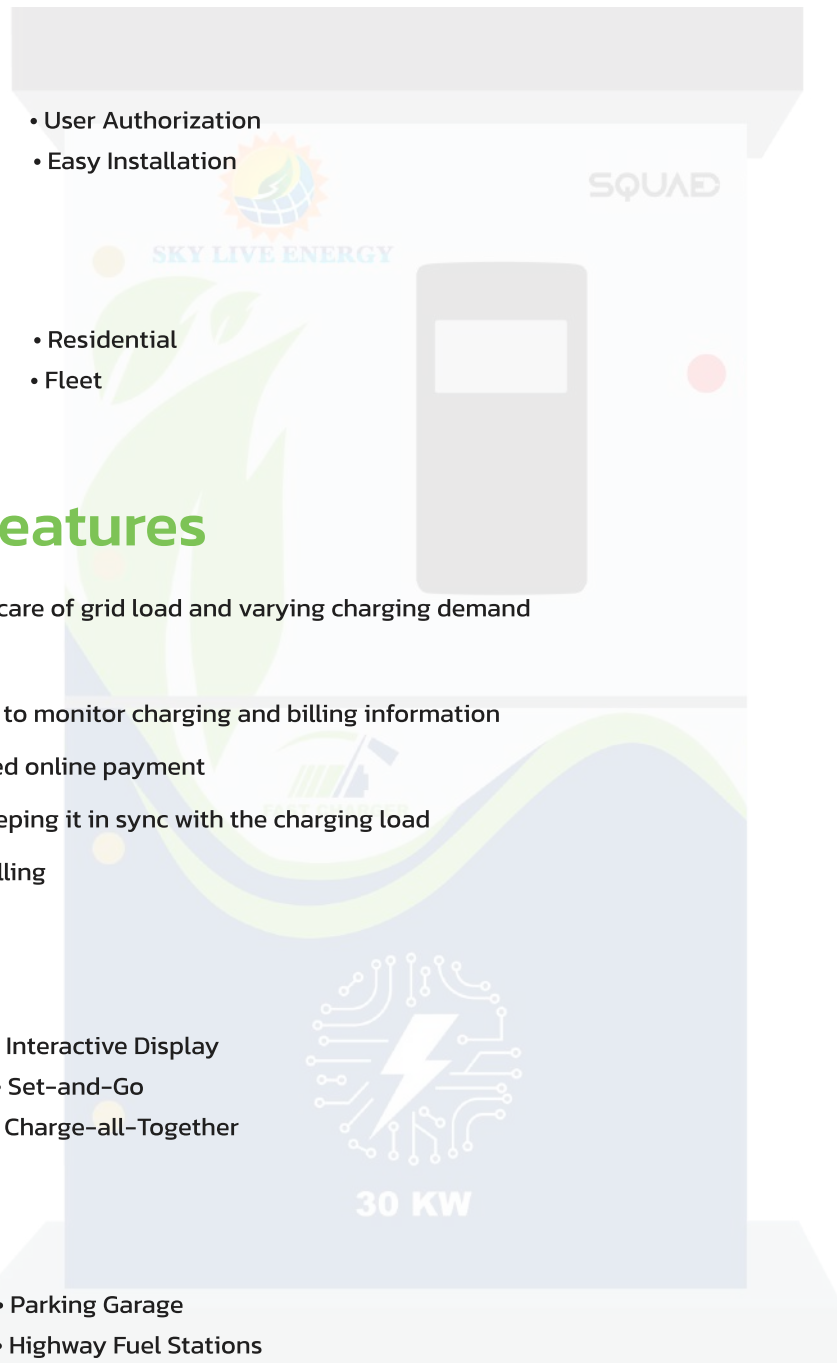 • User Authorization
• Easy Installation
SQUAD
SKY LIVE ENERGY
• Residential
• Fleet
eatures
care of grid load and varying charging demand
to monitor charging and billing information
ed online payment
FAST CHARGER
eping it in sync with the charging load
lling
Interactive Display
• Set-and-Go
Charge-all-Together
30 KW
• Parking Garage
• Highway Fuel Stations